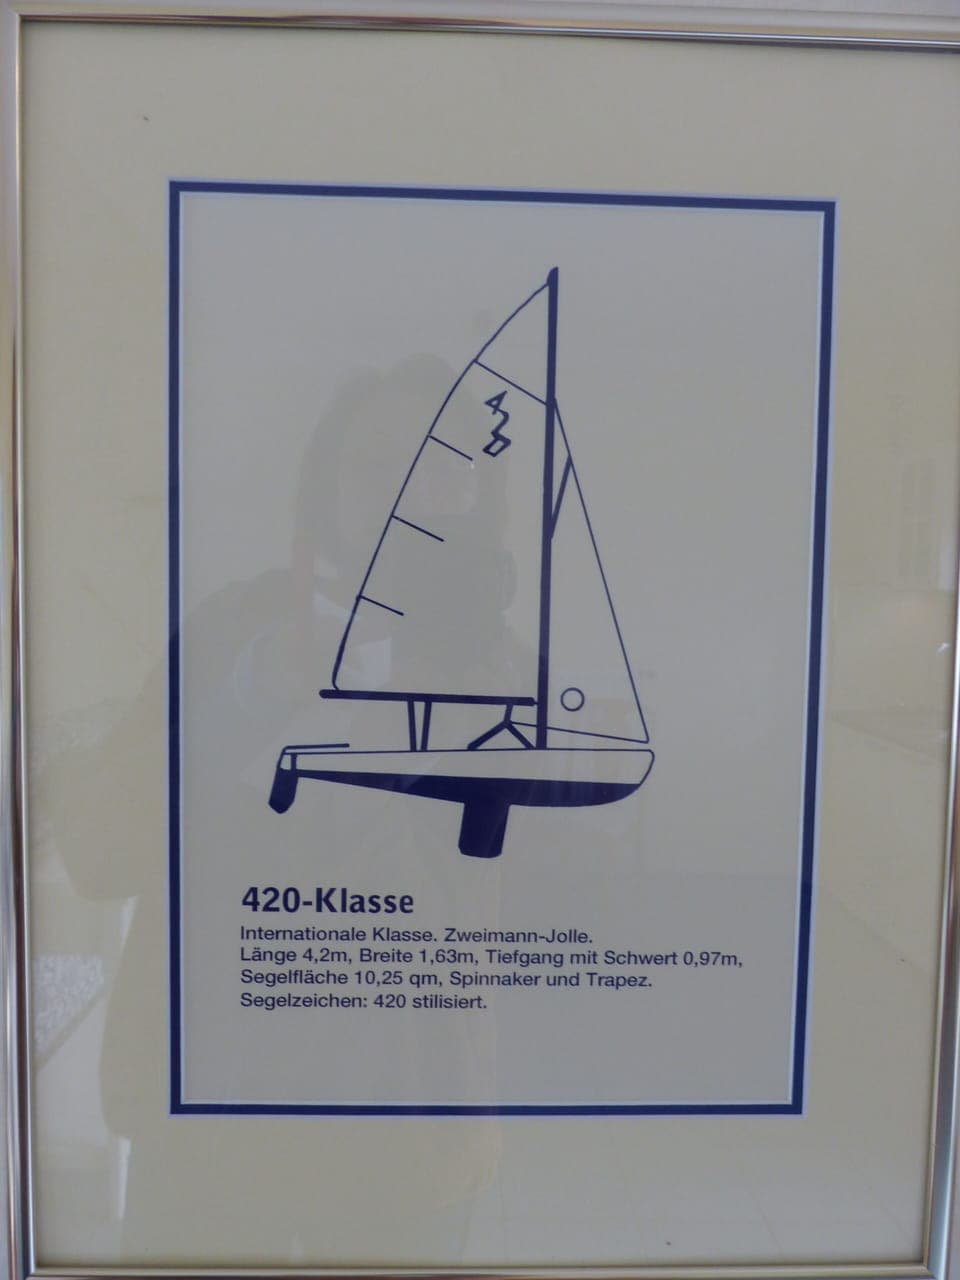 420-Klasse
Internationale Klasse. Zweimann-Jolle.
Länge 4,2m, Breite 1,63m, Tiefgang mit Schwert 0,97m,
Segelfläche 10,25 qm, Spinnaker und Trapez.
Segelzeichen: 420 stilisiert.